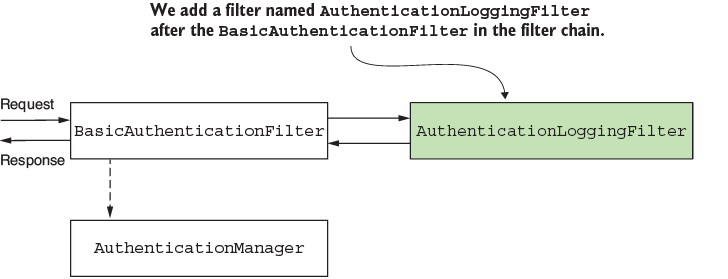 We add a filter named AuthenticationLoggingFilter
after the BasicAuthenticationFilter in the filter chain.
Request
BasicAuthenticationFilter
AuthenticationLoggingFilter
Response
AuthenticationManager